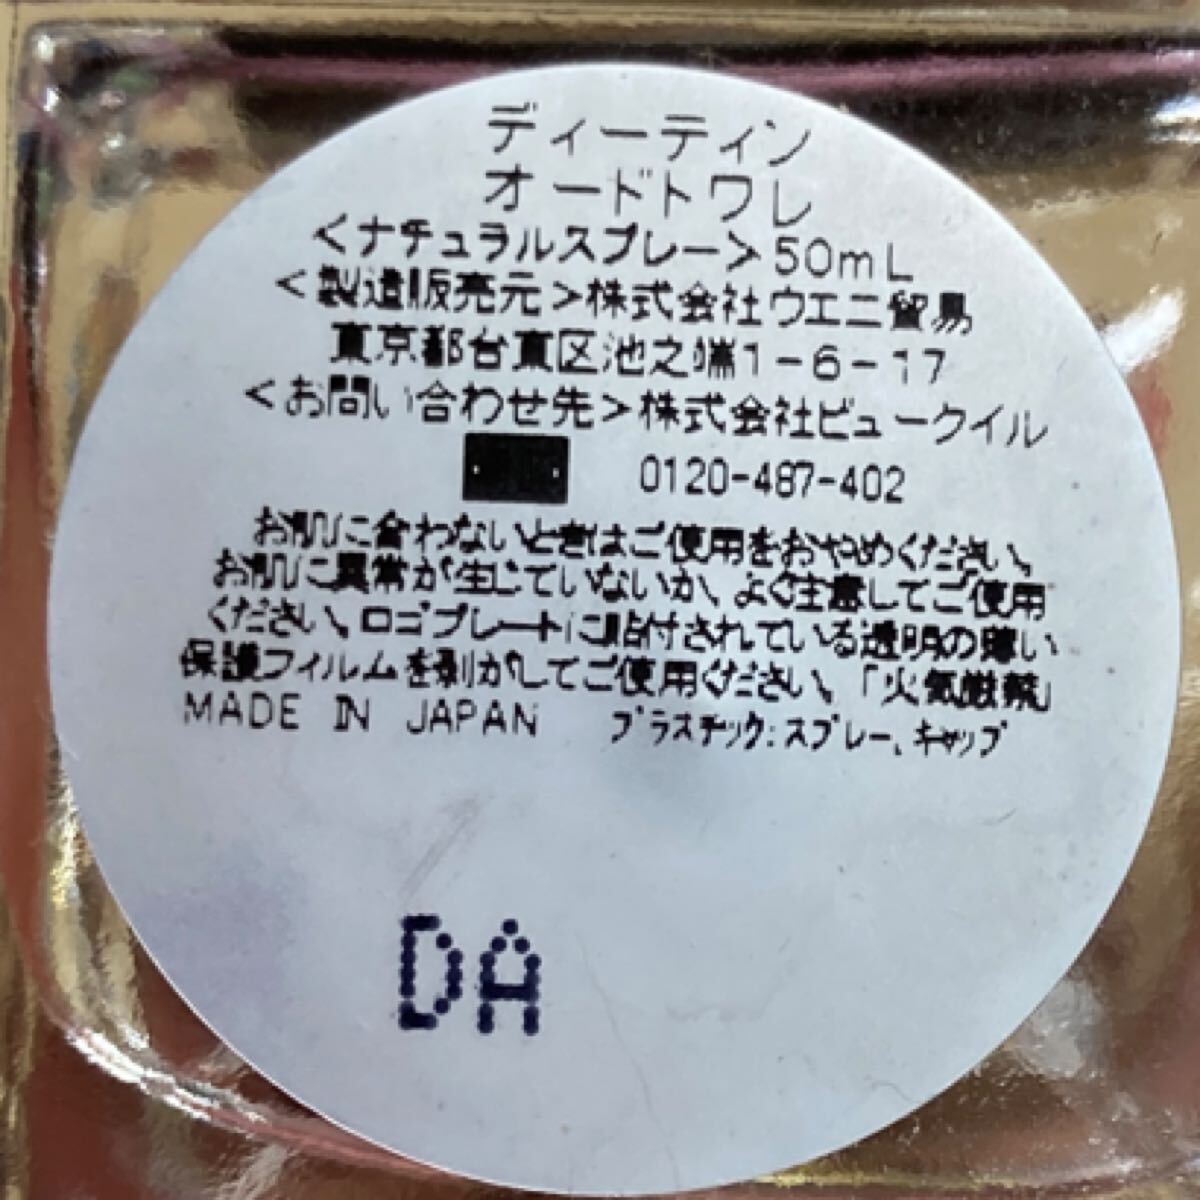 ディーティン
オードトワレ
<ナチュラルスプレー>50mL
<製造販売元>株式会社ウエニ貿易
東京都台東区池之端1-6-17
<お問い合わせ先>株式会社ビュークイル
0120-487-402
お肌に合わないときはご使用をおやめください。
お肌に異常が生じていないか、よく注意してご使用
ください。ロゴプレートに貼付されている透明の薄い
保護フィルムを剥がしてご使用ください。「火気厳禁」
MADE IN JAPAN プラスチック:スプレー、キャップ
DA